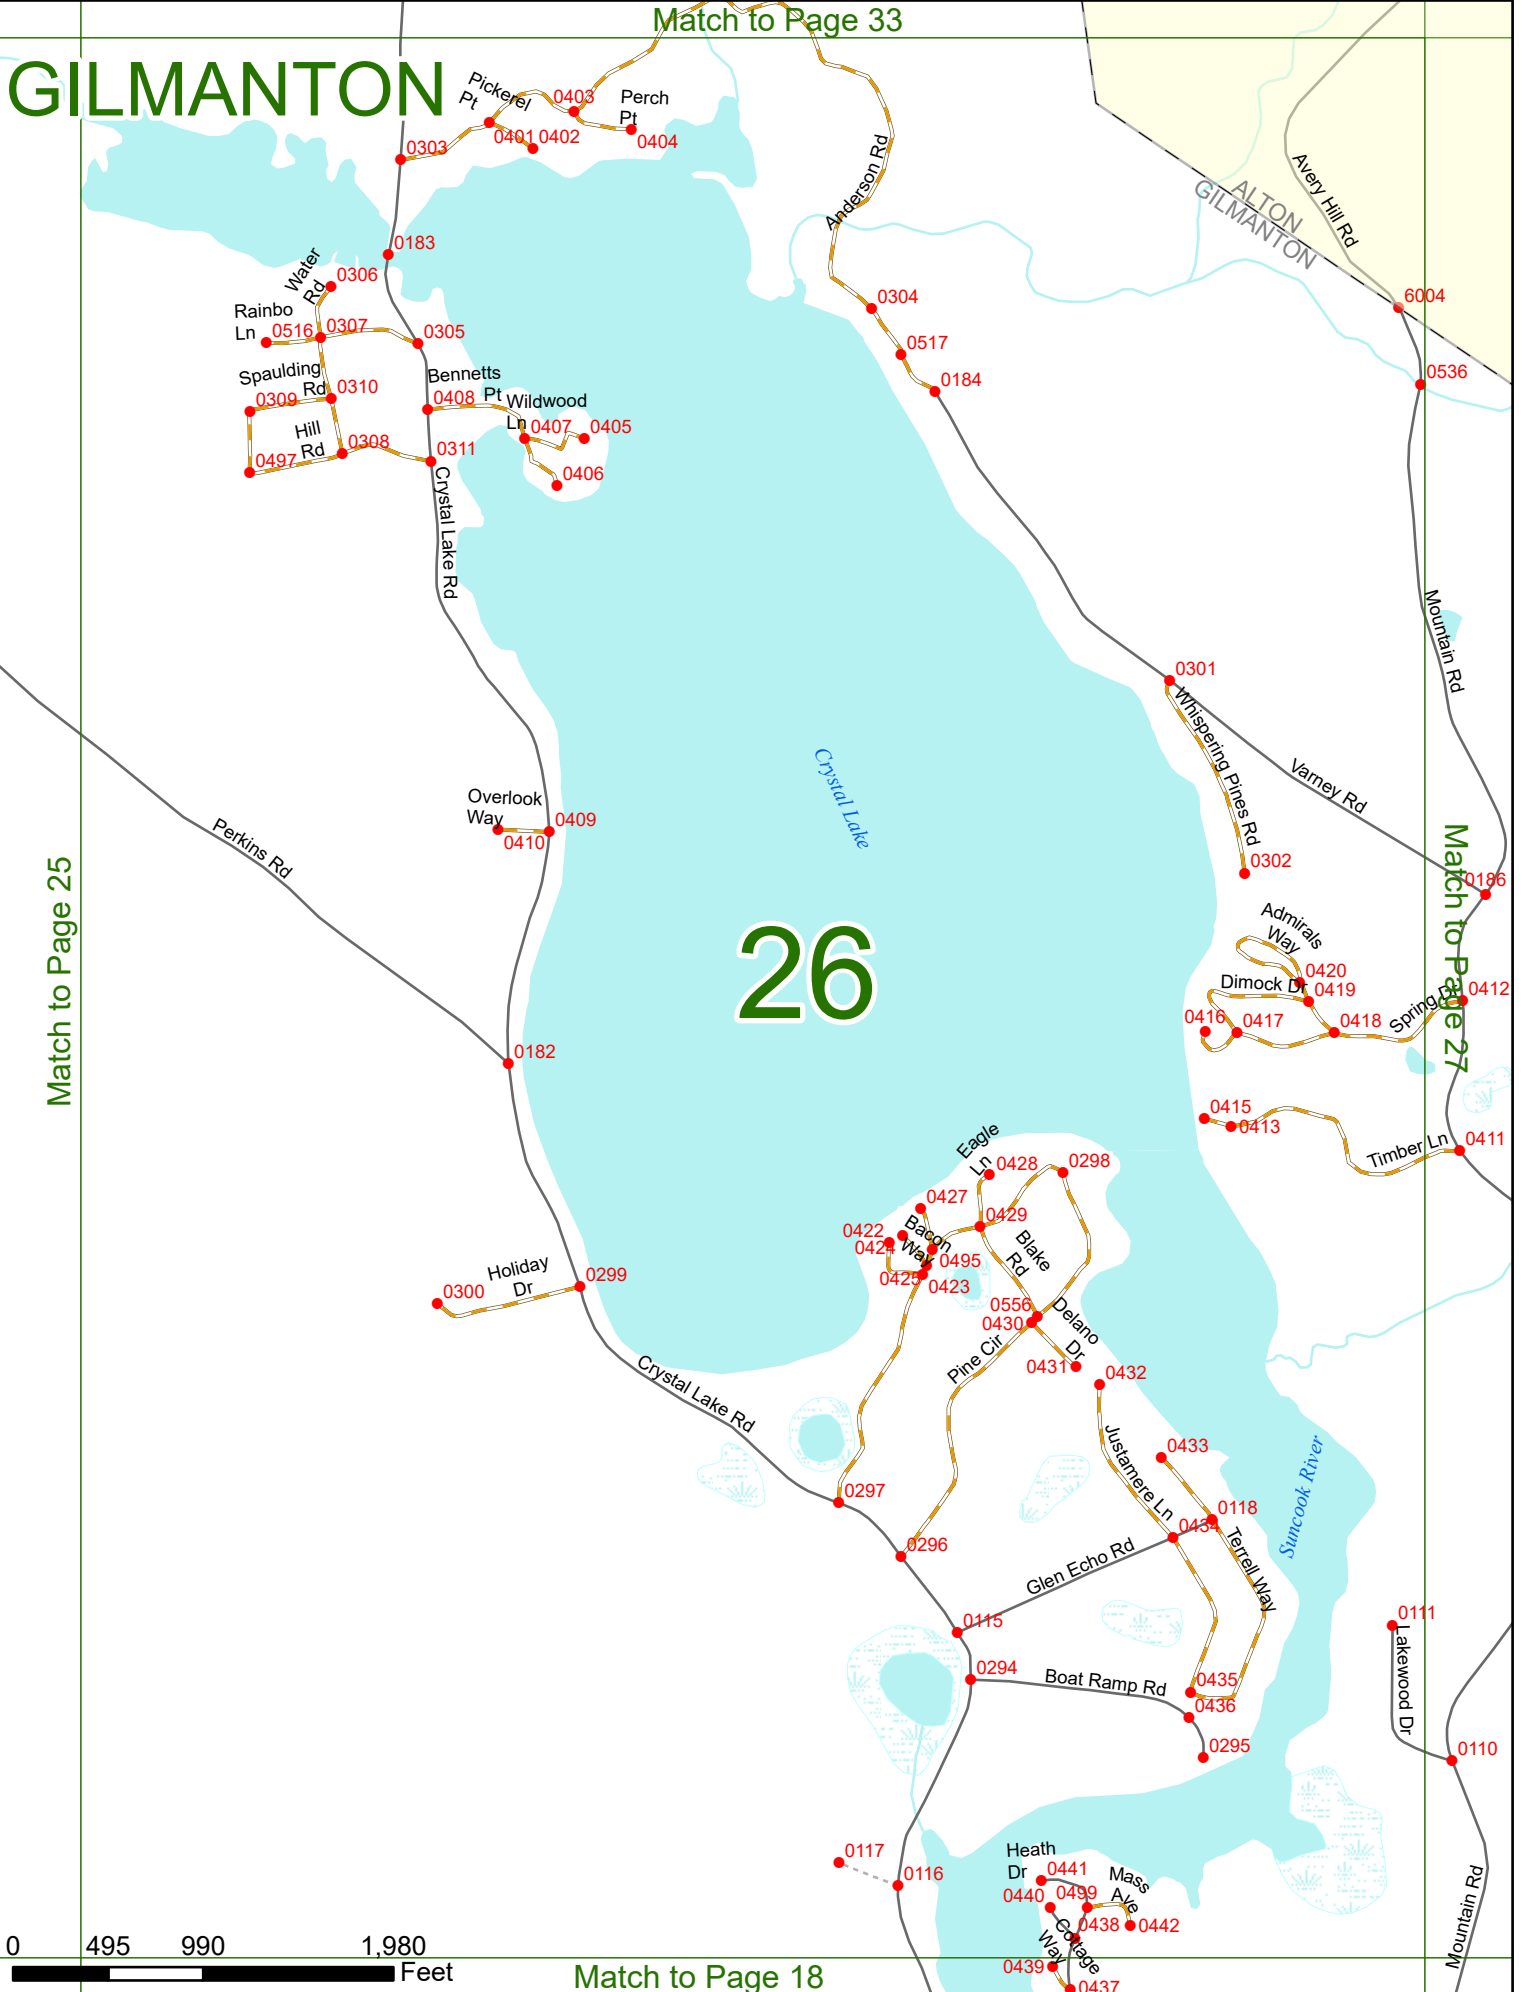 Match to Page 33
GILMANTON
Pickerel
Pt
0403
Perch
Pt
0404
0401
0402
0303
Anderson Rd
Avery Hill Rd
ALTON
GILMANTON
0183
Water
Rd
0306
Rainbo
Ln
0516
0307
0305
0304
6004
0517
0536
0184
Spaulding
Rd
0310
0309
Bennetts
Pt
0408
Wildwood
Ln
0407
0405
0406
Hill
Rd
0308
0311
0497
Crystal Lake Rd
Mountain Rd
0301
Whispering Pines Rd
Varney Rd
0302
0186
Crystal Lake
Overlook
Way
0409
0410
Perkins Rd
Match to Page 25
Match to Page 27
26
Admirals
Way
0420
Dimock Dr
0419
0412
Spring Dr
0416
0417
0418
0182
0415
0413
Timber Ln
0411
Eagle
Ln
0428
0298
0427
0429
0422
0424
Bacon
Way
0495
0425
0423
Blake
Rd
0556
0430
Delano
Dr
0431
Pine Cir
0432
Holiday
Dr
0299
0300
Crystal Lake Rd
Justamere Ln
0433
0297
0118
0434
Suncook River
Terrell Way
0296
Glen Echo Rd
0115
0111
Lakewood Dr
0294
Boat Ramp Rd
0435
0436
0295
0110
0117
0116
Heath
Dr
0441
Mass
Ave
0440
0499
0438
0442
Cottage
Way
0439
0437
Mountain Rd
0
495
990
1,980
Feet
Match to Page 18